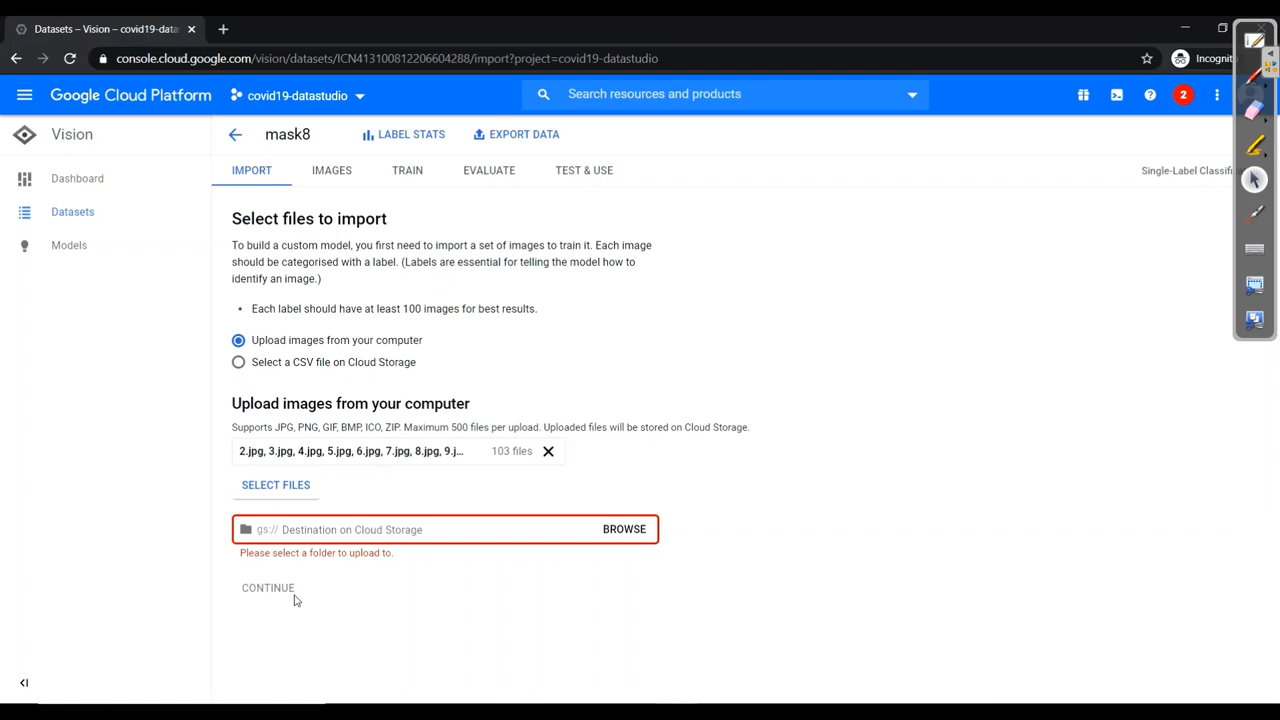 Datasets – Vision – covid19-data
console.cloud.google.com/vision/datasets/ICN413100812206604288/import?project=covid19-datastudio
Incognit
Google Cloud Platform
covid19-datastudio
Search resources and products
2
Vision
mask8
LABEL STATS
EXPORT DATA
Dashboard
Datasets
Models
IMPORT
IMAGES
TRAIN
EVALUATE
TEST & USE
Single-Label Classifi
Select files to import
To build a custom model, you first need to import a set of images to train it. Each image
should be categorised with a label. (Labels are essential for telling the model how to
identify an image.)
• Each label should have at least 100 images for best results.
Upload images from your computer
Select a CSV file on Cloud Storage
Upload images from your computer
Supports JPG, PNG, GIF, BMP, ICO, ZIP. Maximum 500 files per upload. Uploaded files will be stored on Cloud Storage.
2.jpg, 3.jpg, 4.jpg, 5.jpg, 6.jpg, 7.jpg, 8.jpg, 9.j... 103 files
SELECT FILES
gs:// Destination on Cloud Storage BROWSE
Please select a folder to upload to.
CONTINUE